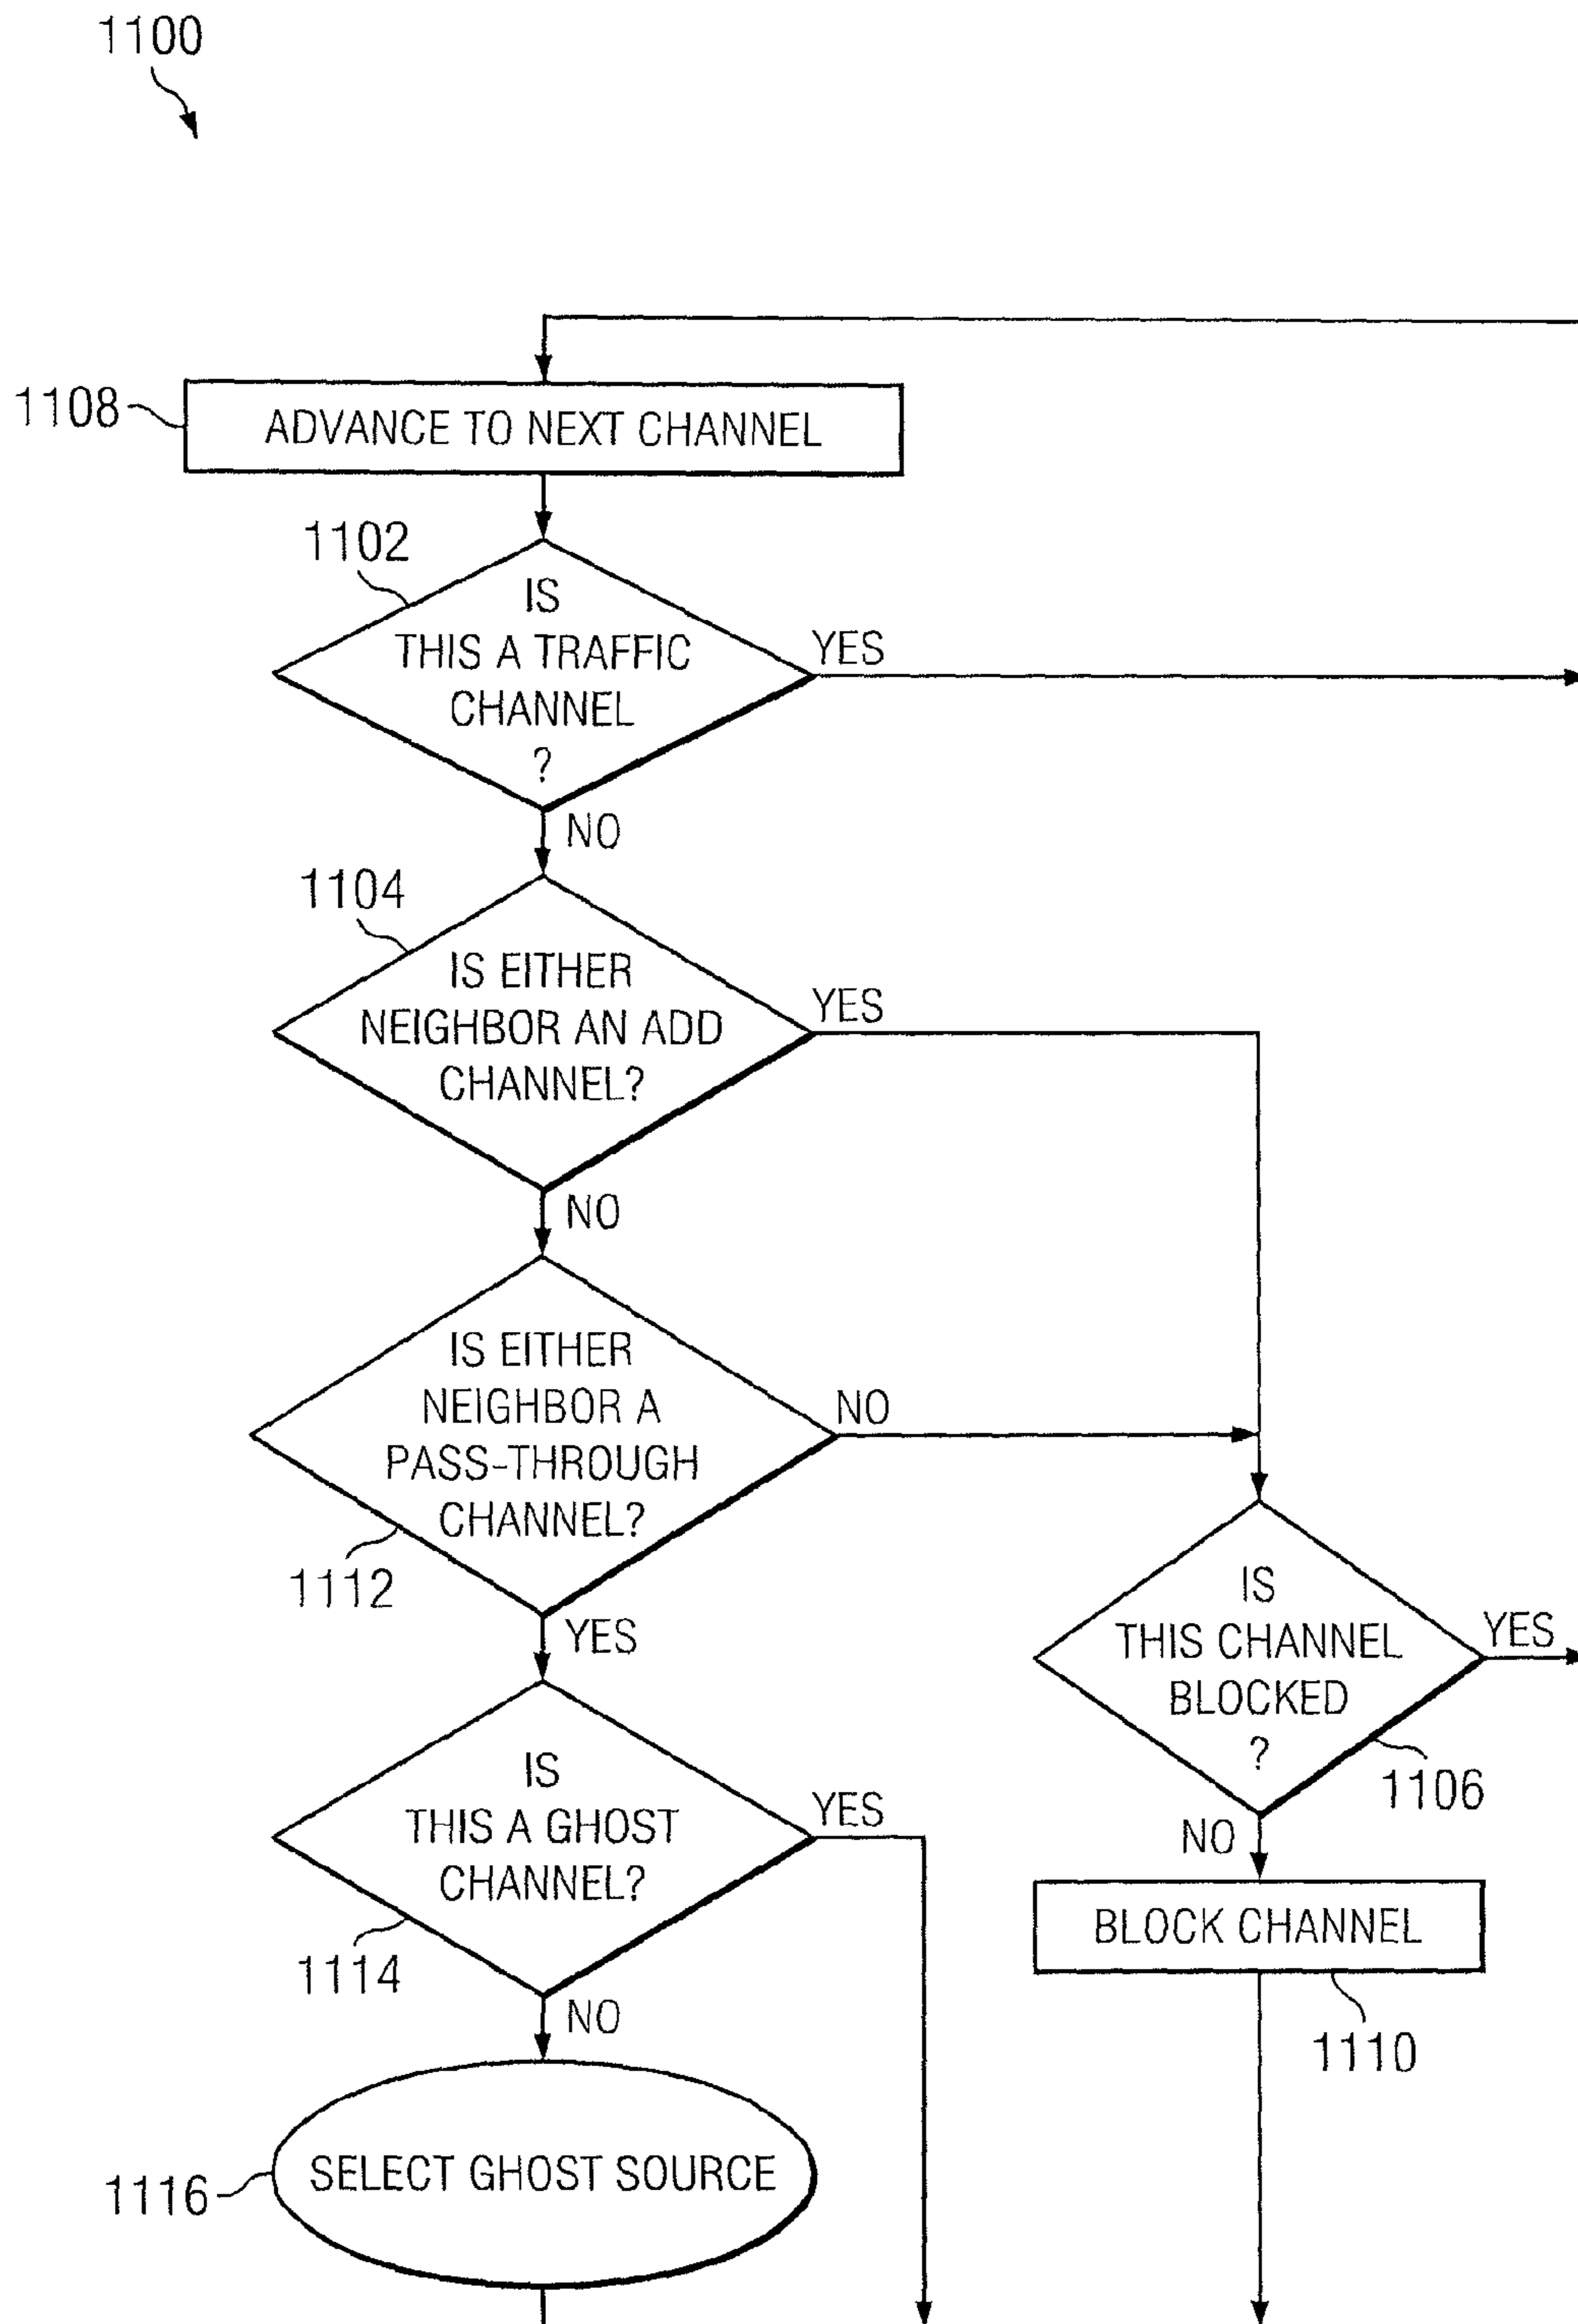 1100
1108
ADVANCE TO NEXT CHANNEL
1102
IS
THIS A TRAFFIC
CHANNEL
?
YES
NO
1104
IS EITHER
NEIGHBOR AN ADD
CHANNEL?
YES
NO
IS EITHER
NEIGHBOR A
PASS-THROUGH
CHANNEL?
NO
1112
YES
IS
THIS CHANNEL
BLOCKED
?
YES
1106
NO
IS
THIS A GHOST
CHANNEL?
YES
1114
NO
BLOCK CHANNEL
1110
1116
SELECT GHOST SOURCE